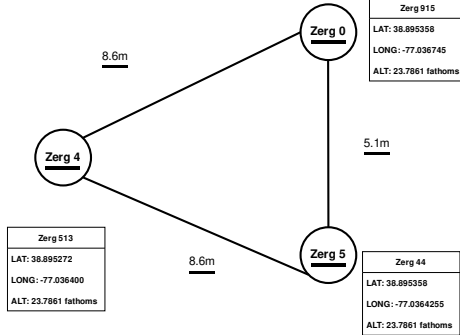 Zerg 915
LAT: 38.895358
LONG: -77.036745
ALT: 23.7861 fathoms
Zerg 0
8.6m
5.1m
Zerg 4
Zerg 513
LAT: 38.895272
LONG: -77.036400
ALT: 23.7861 fathoms
8.6m
Zerg 5
Zerg 44
LAT: 38.895358
LONG: -77.0364255
ALT: 23.7861 fathoms